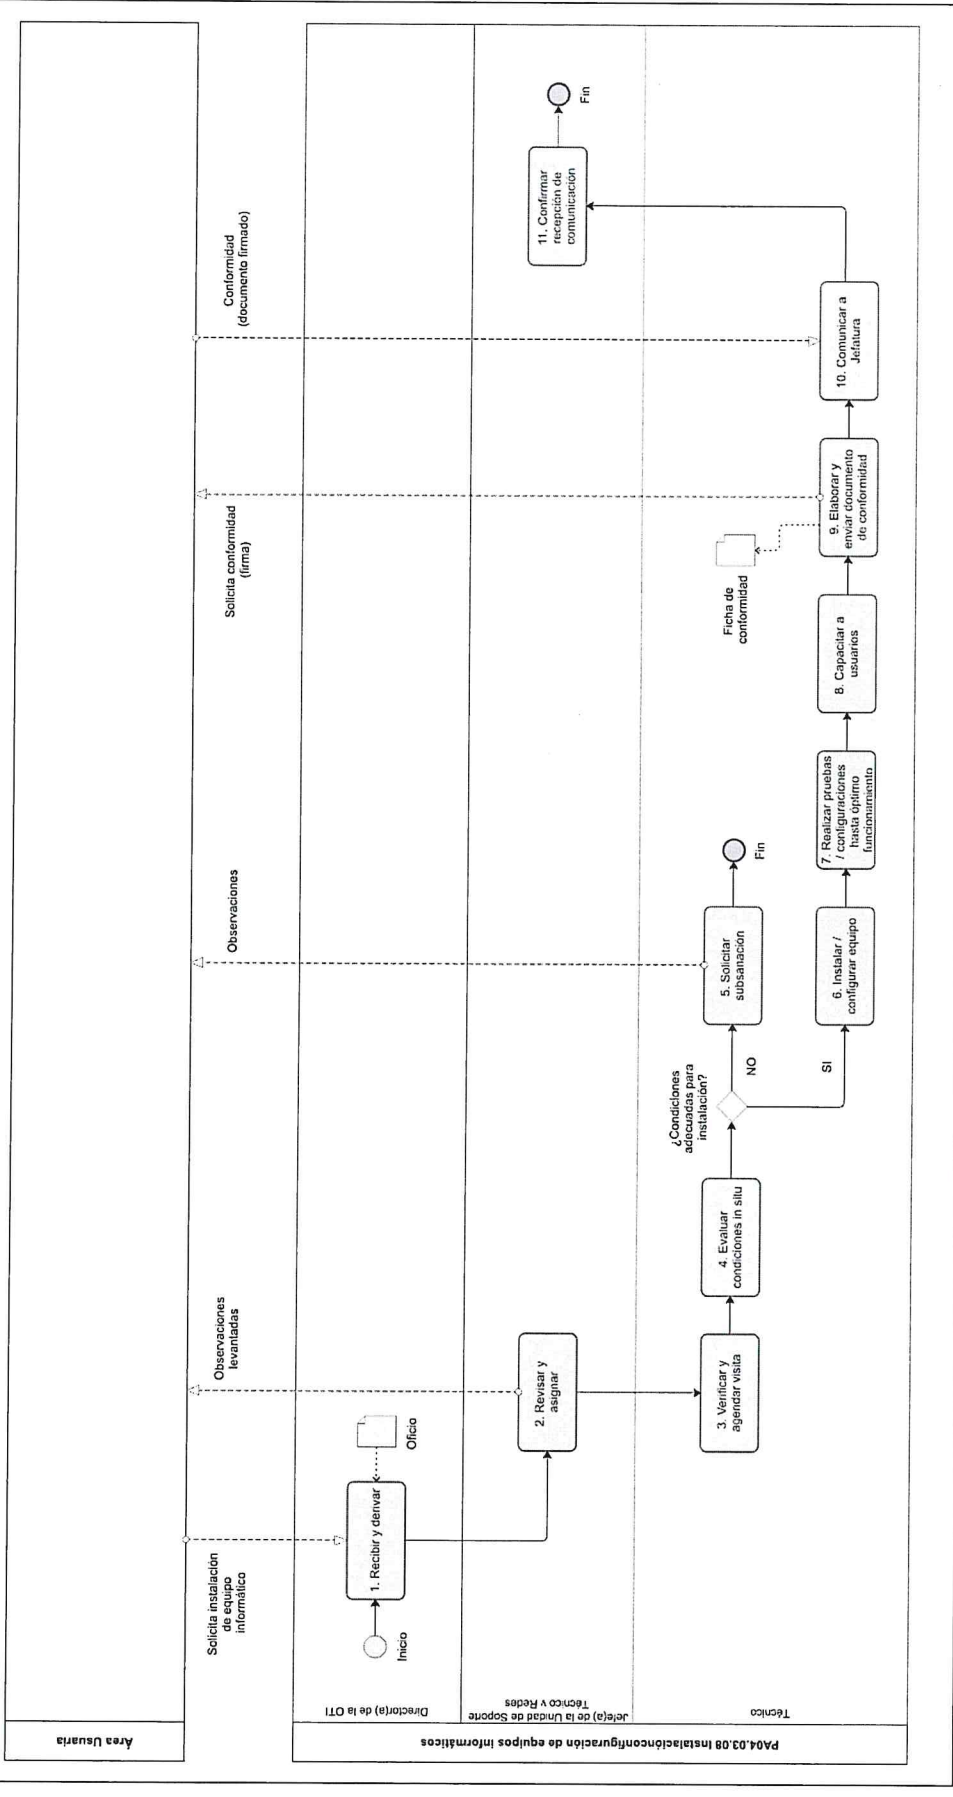 Área Usuaria
PA04.03.08 Instalaciónconfiguración de equipos informáticos
Director(a) de la OTI
Jefe(a) de la Unidad de Soporte
Técnico y Redes
Técnico
Solicita instalación
de equipo
informático
Inicio
1. Recibir y derivar
Oficio
Observaciones
levantadas
2. Revisar y
asignar
3. Verificar y
agendar visita
4. Evaluar
condiciones in situ
¿Condiciones
adecuadas para
instalación?
NO
SI
Observaciones
5. Solicitar
subsanación
Fin
6. Instalar /
configurar equipo
7. Realizar pruebas
/ configuraciones
hasta óptimo
funcionamiento
8. Capacitar a
usuarios
Solicita conformidad
(firma)
Ficha de
conformidad
9. Elaborar y
enviar documento
de conformidad
Conformidad
(documento firmado)
10. Comunicar a
Jefatura
11. Confirmar
recepción de
comunicación
Fin